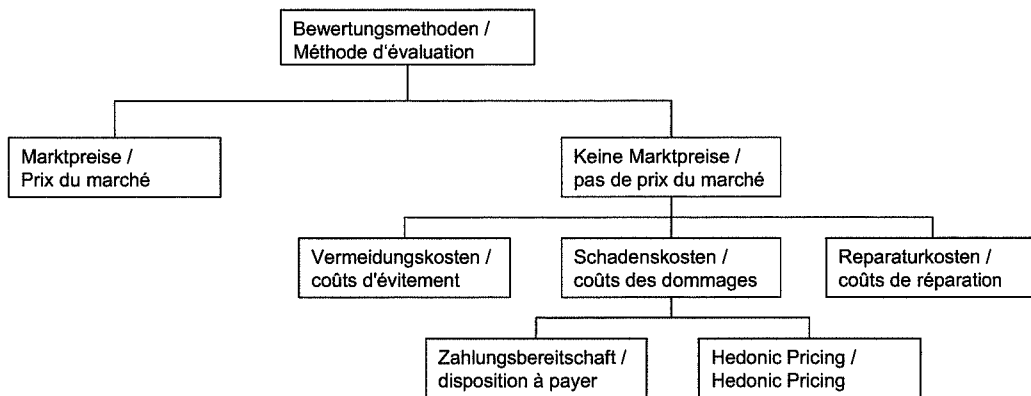 Bewertungsmethoden /
Méthode d'évaluation
Marktpreise /
Prix du marché
Keine Marktpreise /
pas de prix du marché
Vermeidungskosten /
coûts d'évitement
Schadenskosten /
coûts des dommages
Reparaturkosten /
coûts de réparation
Zahlungsbereitschaft /
disposition à payer
Hedonic Pricing /
Hedonic Pricing